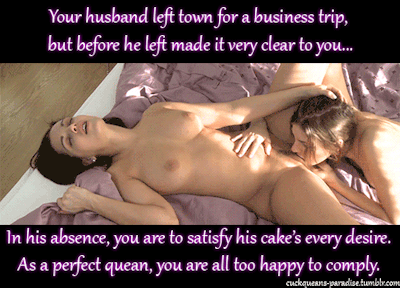 Your husband left town for a business trip,
but before he left made it very clear to you...
In his absence, you are to satisfy his cake's every desire.
As a perfect quean, you are all too happy to comply.
cuckqueans-paradise.tumblr.com